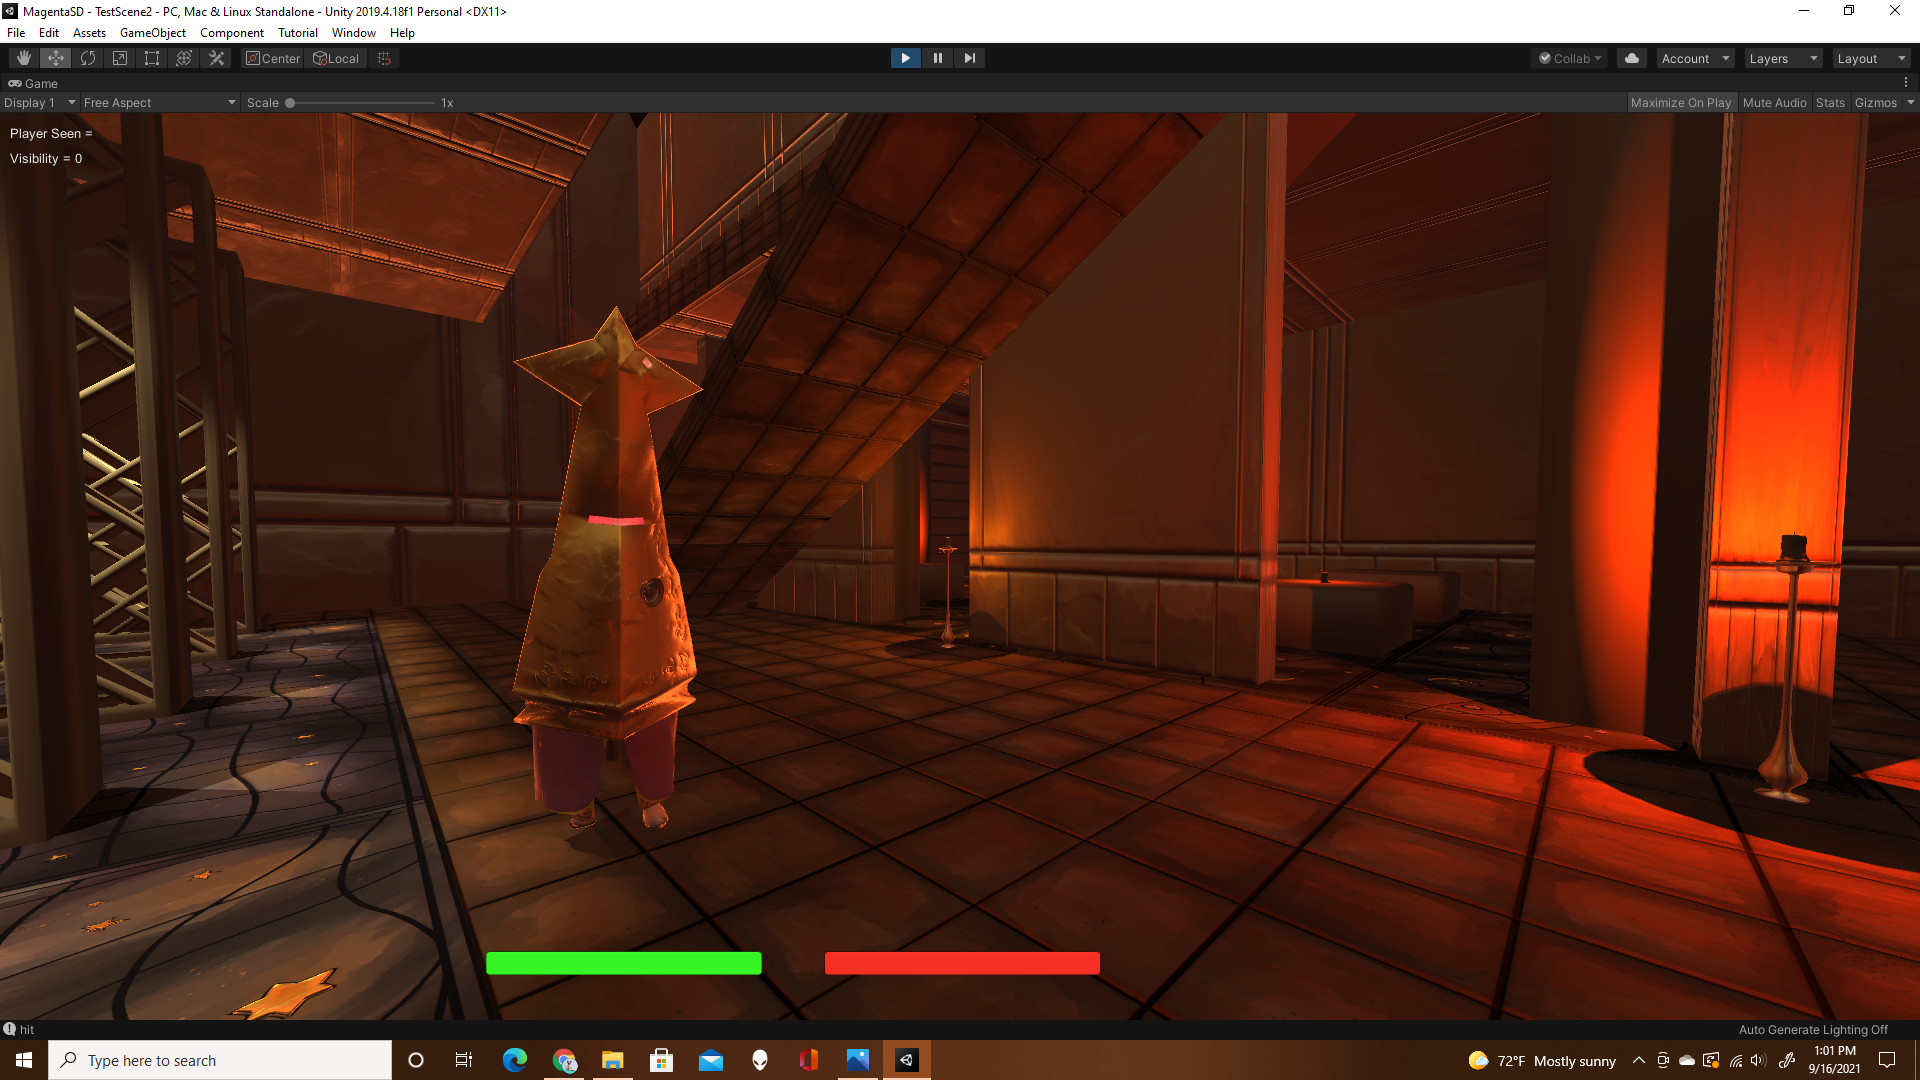 MagentaSD - TestScene2 - PC, Mac & Linux Standalone - Unity 2019.4.18f1 Personal <DX11>
File Edit Assets GameObject Component Tutorial Window Help
Center Local Collab Account Layers Layout
Game
Display 1 Free Aspect Scale 1x Maximize On Play Mute Audio Stats Gizmos
Player Seen =
Visibility = 0
hit Auto Generate Lighting Off
Type here to search 72°F Mostly sunny 1:01 PM
9/16/2021